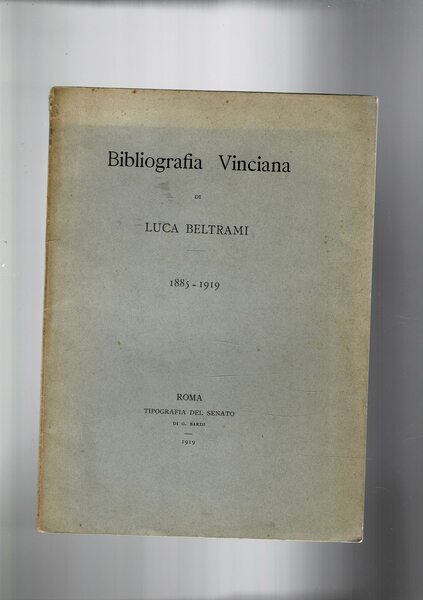 Bibliografia Vinciana
DI
LUCA BELTRAMI
1885-1919
ROMA
TIPOGRAFIA DEL SENATO
DI G. BARDI
1919